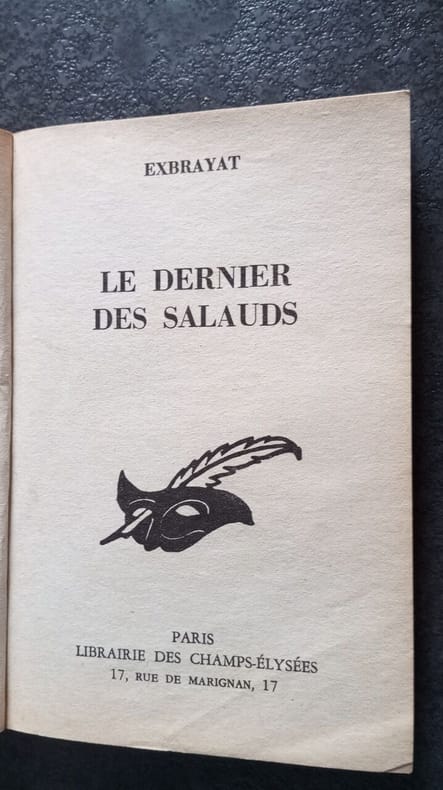 EXBRAYAT
LE DERNIER
DES SALAUDS
PARIS
LIBRAIRIE DES CHAMPS-ÉLYSÉES
17, RUE DE MARIGNAN, 17